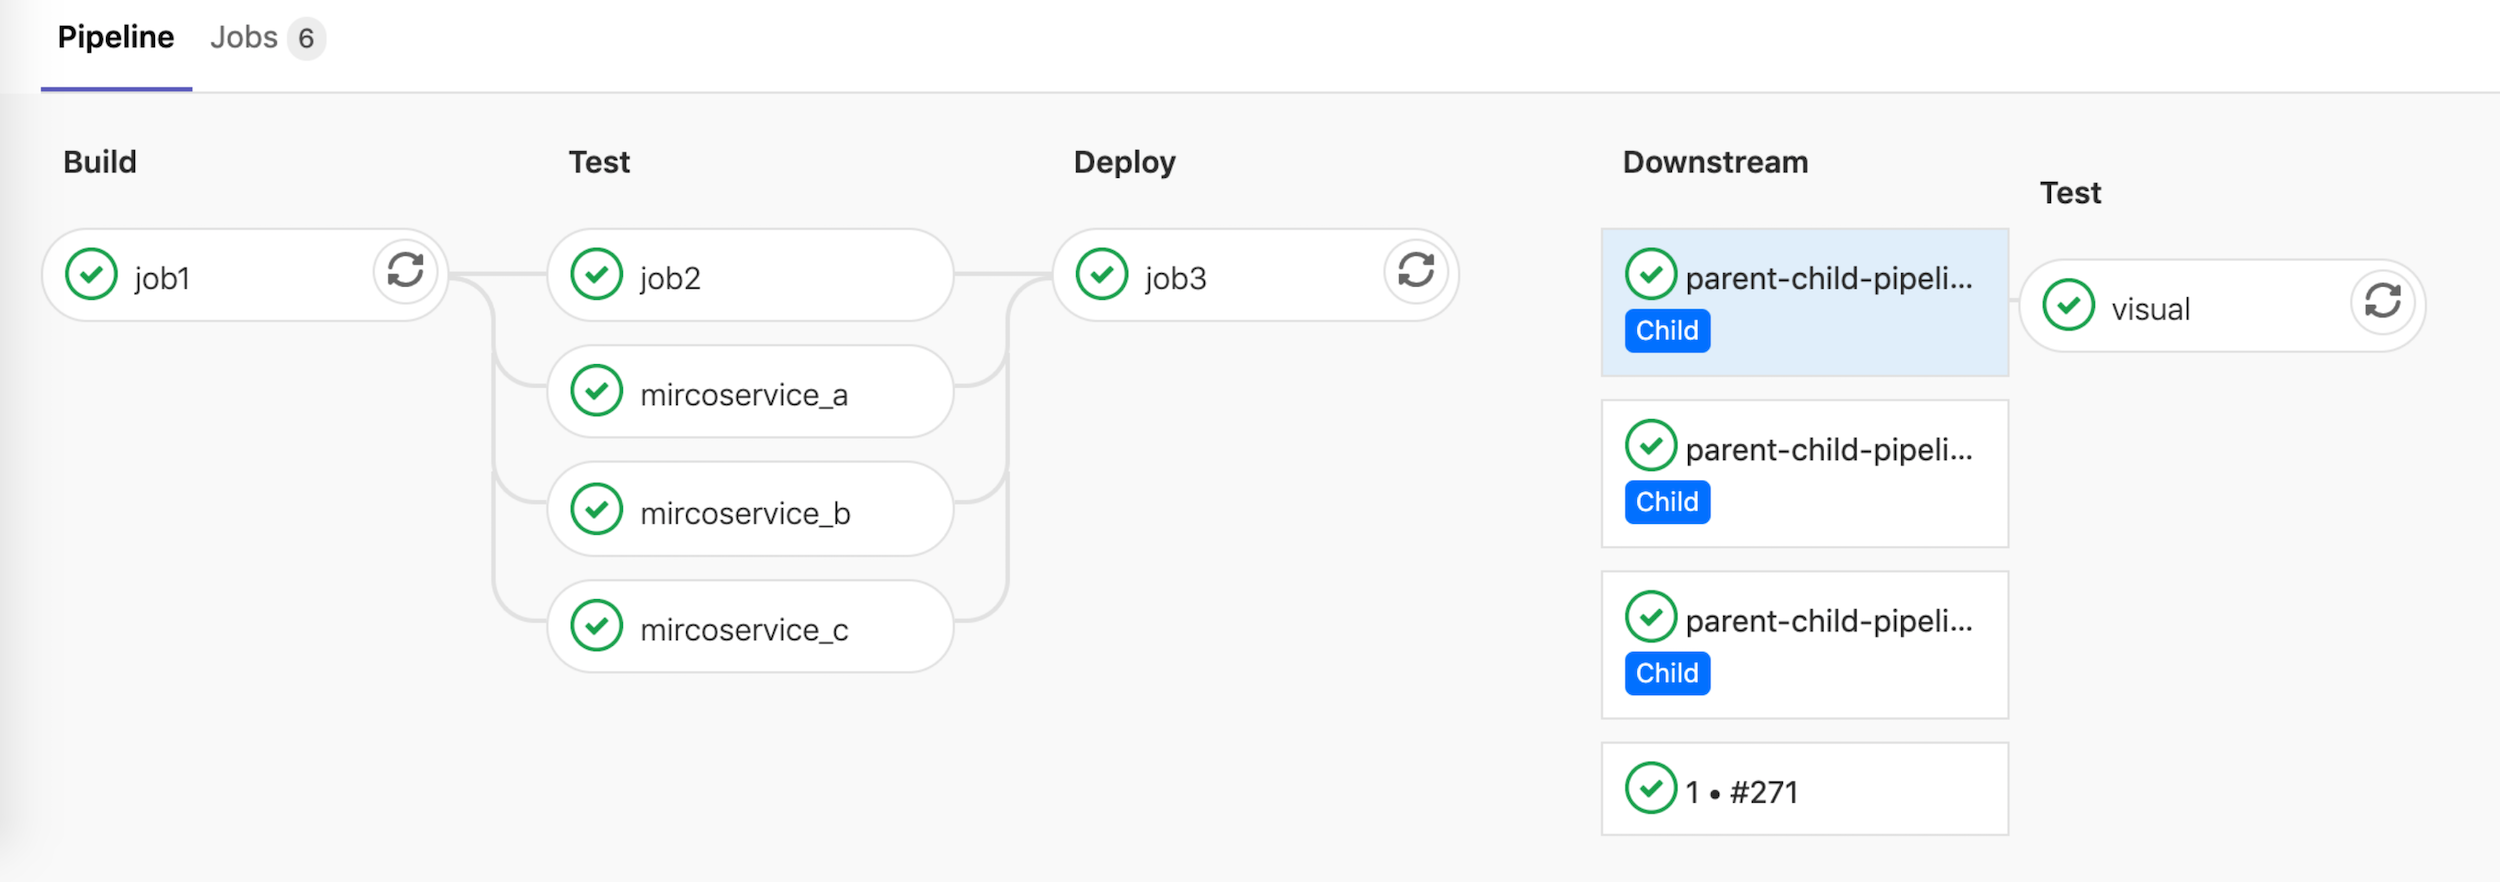 Pipeline
Jobs 6
Build
job1
Test
job2
mircoservice_a
mircoservice_b
mircoservice_c
Deploy
job3
Downstream
parent-child-pipeli...
Child
parent-child-pipeli...
Child
parent-child-pipeli...
Child
1 • #271
Test
visual